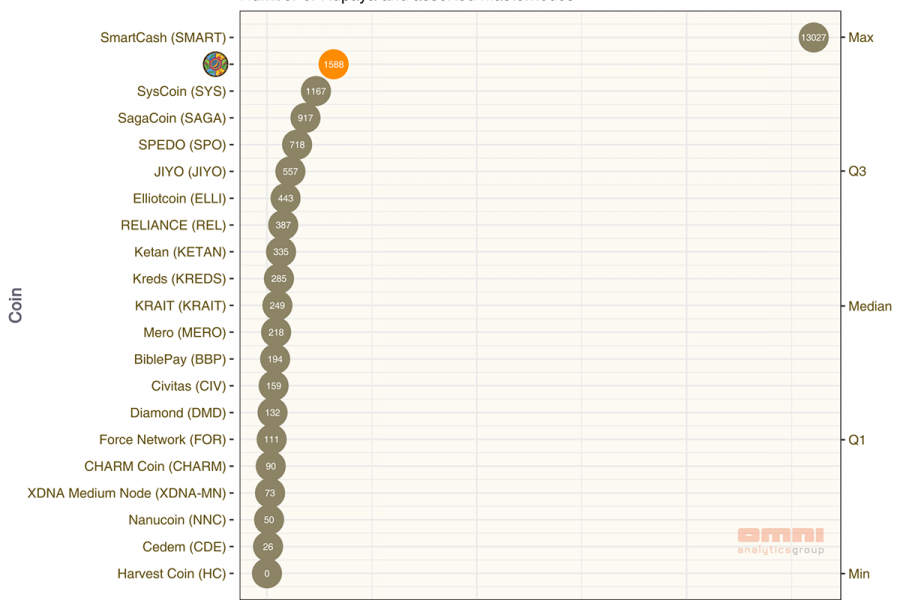 SmartCash (SMART) 13027 Max
1588
SysCoin (SYS) 1167
SagaCoin (SAGA) 917
SPEDO (SPO) 718
JIYO (JIYO) 557 Q3
Elliotcoin (ELLI) 443
RELIANCE (REL) 387
Ketan (KETAN) 335
Kreds (KREDS) 285
KRAIT (KRAIT) 249 Median
Mero (MERO) 218
BiblePay (BBP) 194
Civitas (CIV) 159
Diamond (DMD) 132
Force Network (FOR) 111 Q1
CHARM Coin (CHARM) 90
XDNA Medium Node (XDNA-MN) 73
Nanucoin (NNC) 50
Cedem (CDE) 26
Harvest Coin (HC) 0 Min
Coin
omni
analyticsgroup